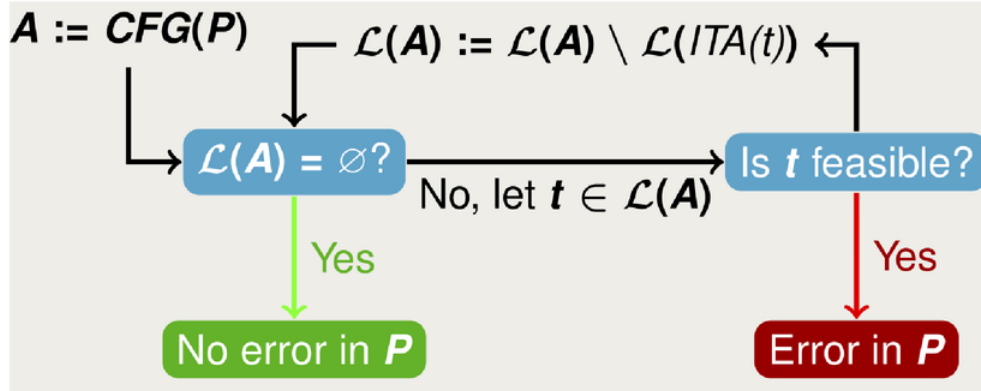 A := CFG(P)
ℒ(A) := ℒ(A) \ ℒ(ITA(t))
ℒ(A) = ∅?
No, let t ∈ ℒ(A)
Is t feasible?
Yes
Yes
No error in P
Error in P